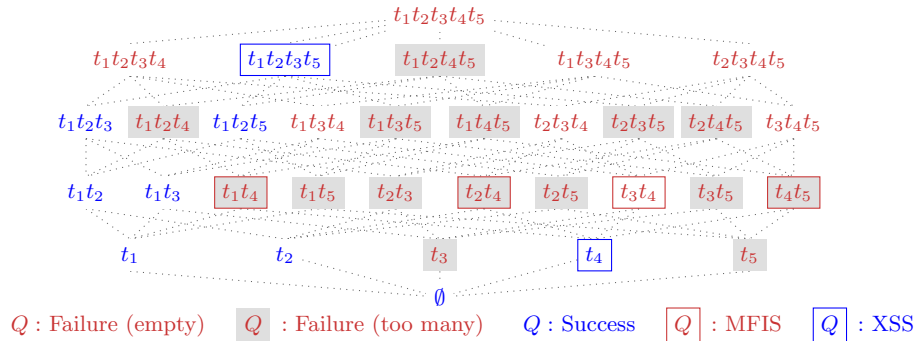 t₁t₂t₃t₄t₅
t₁t₂t₃t₄ t₁t₂t₃t₅ t₁t₂t₄t₅ t₁t₃t₄t₅ t₂t₃t₄t₅
t₁t₂t₃ t₁t₂t₄ t₁t₂t₅ t₁t₃t₄ t₁t₃t₅ t₁t₄t₅ t₂t₃t₄ t₂t₃t₅ t₂t₄t₅ t₃t₄t₅
t₁t₂ t₁t₃ t₁t₄ t₁t₅ t₂t₃ t₂t₄ t₂t₅ t₃t₄ t₃t₅ t₄t₅
t₁ t₂ t₃ t₄ t₅
∅
Q : Failure (empty) Q : Failure (too many) Q : Success Q : MFIS Q : XSS